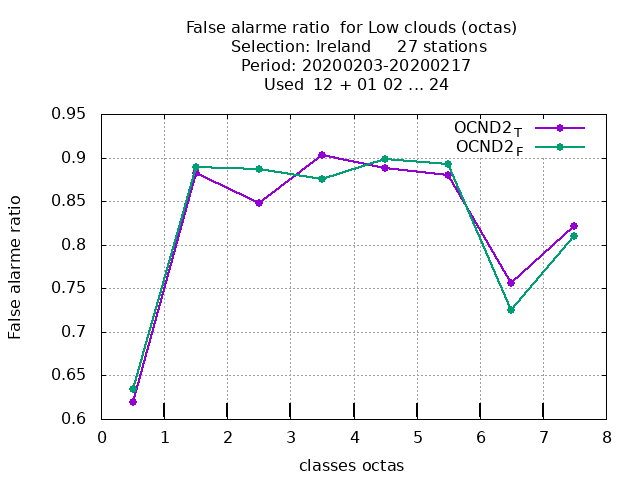 False alarme ratio  for Low clouds (octas)
Selection: Ireland     27 stations
Period: 20200203-20200217
Used  12 + 01 02 ... 24
OCND2_T
OCND2_F
0.95
0.9
0.85
0.8
0.75
0.7
0.65
0.6
False alarme ratio
0 1 2 3 4 5 6 7 8
classes octas